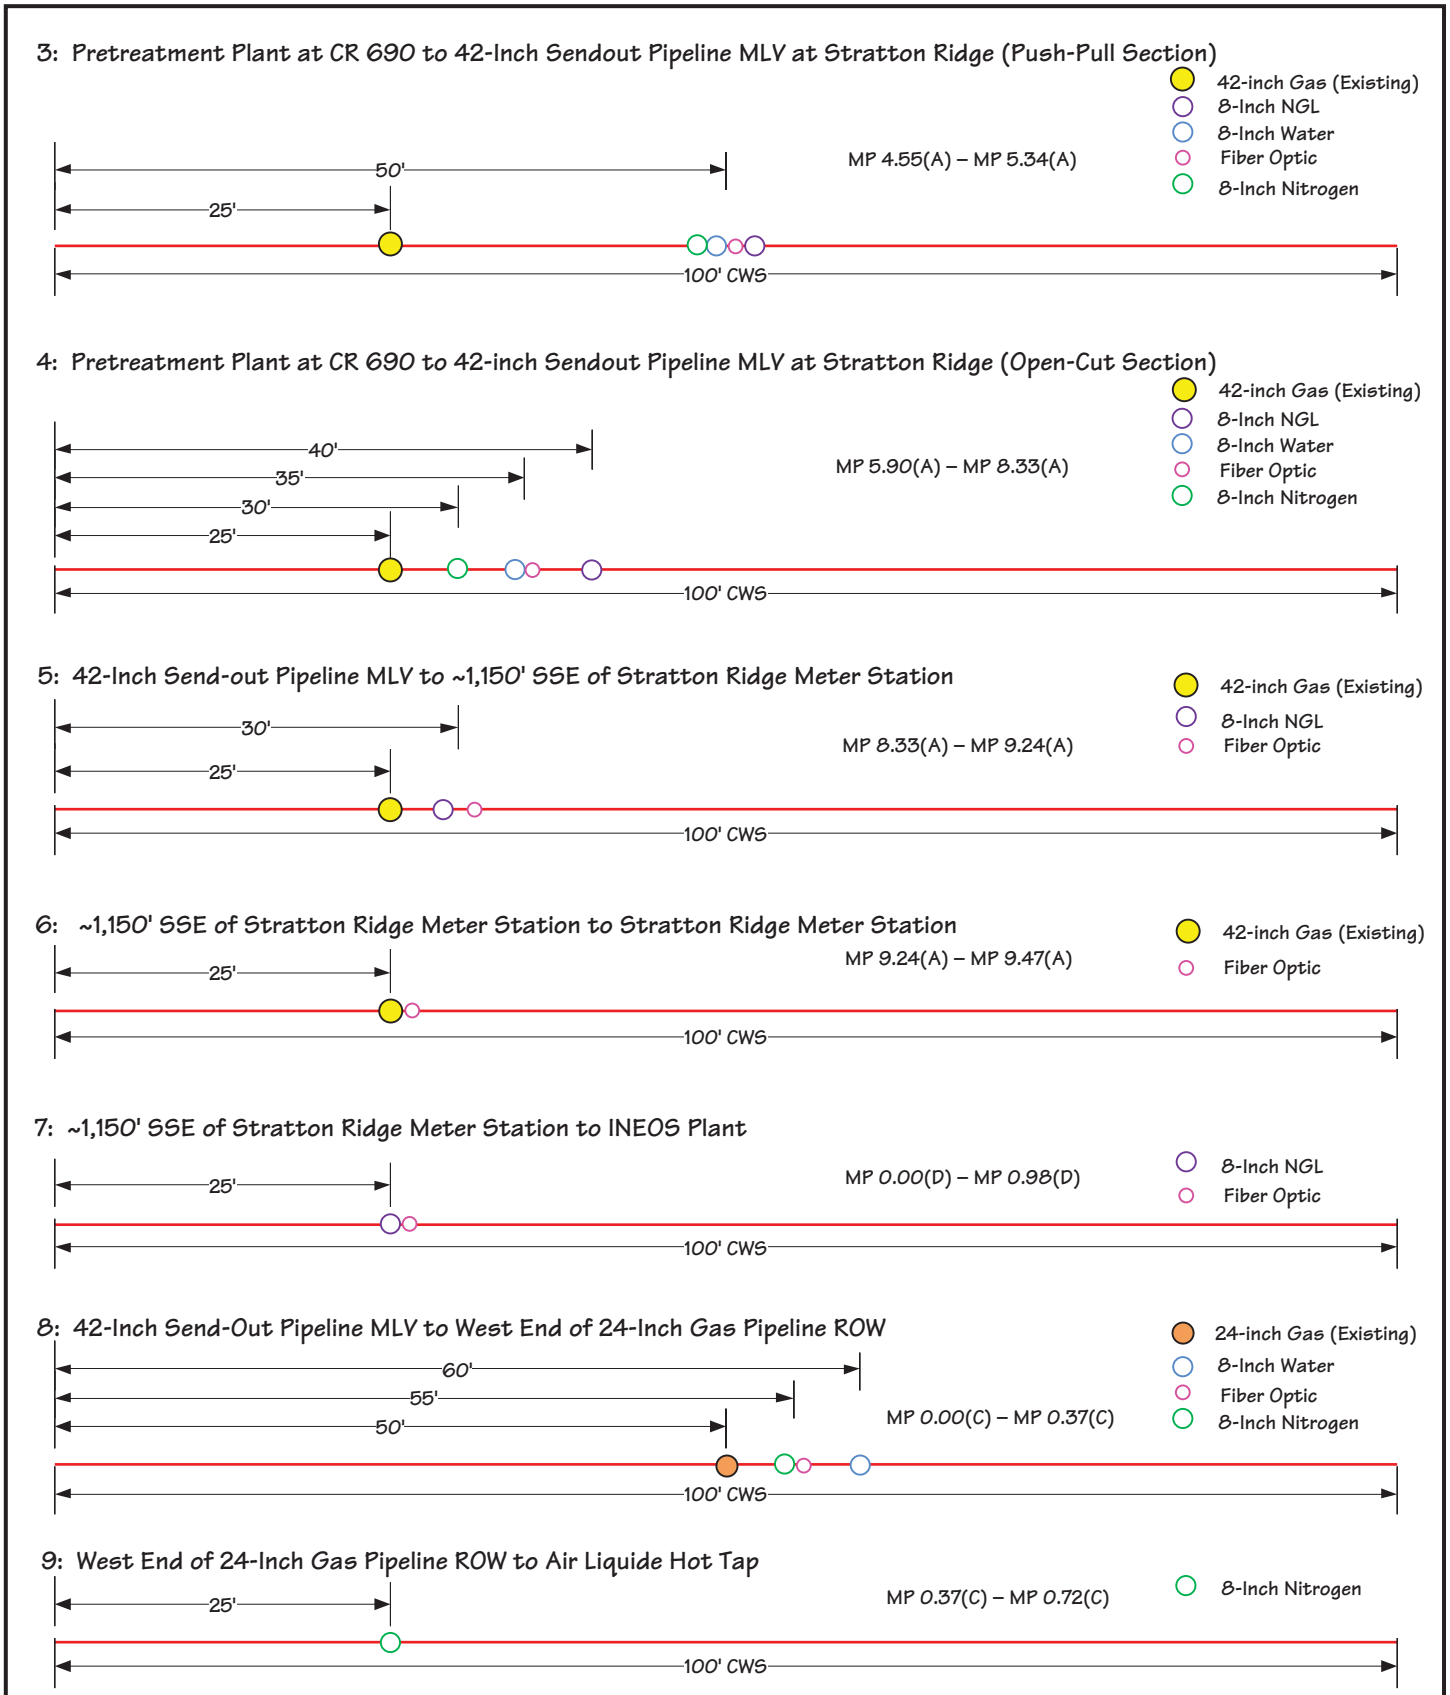 3: Pretreatment Plant at CR 690 to 42-Inch Sendout Pipeline MLV at Stratton Ridge (Push-Pull Section)
42-inch Gas (Existing)
8-Inch NGL
8-Inch Water
Fiber Optic
8-Inch Nitrogen
MP 4.55(A) – MP 5.34(A)
50'
25'
100' CWS
4: Pretreatment Plant at CR 690 to 42-inch Sendout Pipeline MLV at Stratton Ridge (Open-Cut Section)
42-inch Gas (Existing)
8-Inch NGL
8-Inch Water
Fiber Optic
8-Inch Nitrogen
MP 5.90(A) – MP 8.33(A)
40'
35'
30'
25'
100' CWS
5: 42-Inch Send-out Pipeline MLV to ~1,150' SSE of Stratton Ridge Meter Station
42-inch Gas (Existing)
8-Inch NGL
Fiber Optic
MP 8.33(A) – MP 9.24(A)
30'
25'
100' CWS
6: ~1,150' SSE of Stratton Ridge Meter Station to Stratton Ridge Meter Station
42-inch Gas (Existing)
Fiber Optic
MP 9.24(A) – MP 9.47(A)
25'
100' CWS
7: ~1,150' SSE of Stratton Ridge Meter Station to INEOS Plant
8-Inch NGL
Fiber Optic
MP 0.00(D) – MP 0.98(D)
25'
100' CWS
8: 42-Inch Send-Out Pipeline MLV to West End of 24-Inch Gas Pipeline ROW
24-inch Gas (Existing)
8-Inch Water
Fiber Optic
8-Inch Nitrogen
MP 0.00(C) – MP 0.37(C)
60'
55'
50'
100' CWS
9: West End of 24-Inch Gas Pipeline ROW to Air Liquide Hot Tap
8-Inch Nitrogen
MP 0.37(C) – MP 0.72(C)
25'
100' CWS